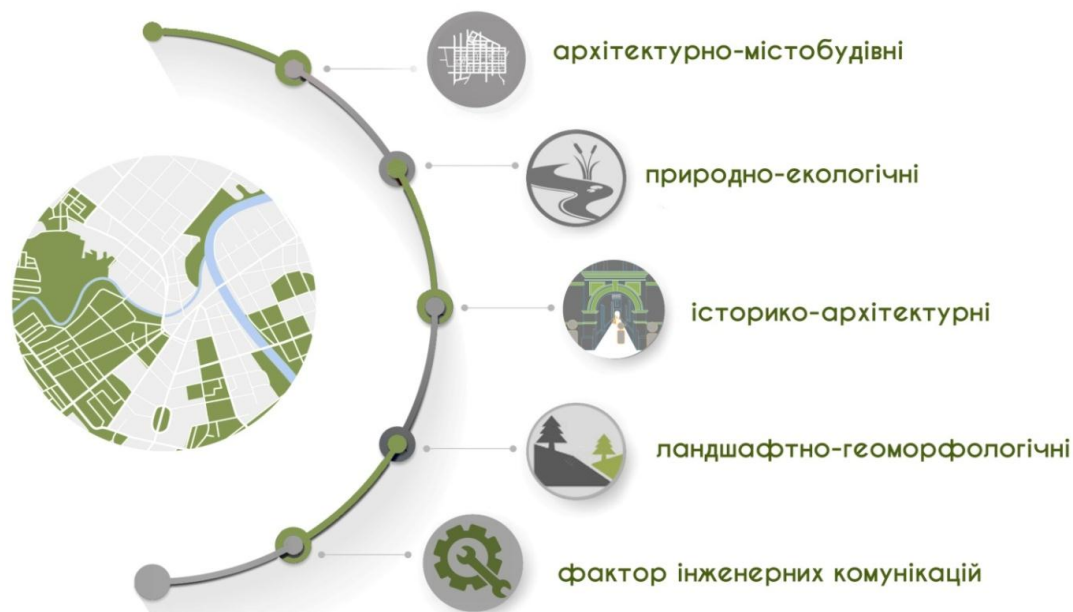 архітектурно-містобудівні
природно-екологічні
історико-архітектурні
ландшафтно-геоморфологічні
фактор інженерних комунікацій